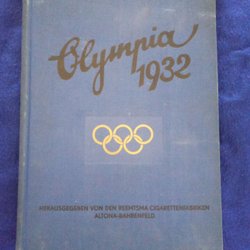 Olympia
1932
HERAUSGEGEBEN VON DEN REEMTSMA CIGARETTENFABRIKEN
ALTONA-BAHRENFELD